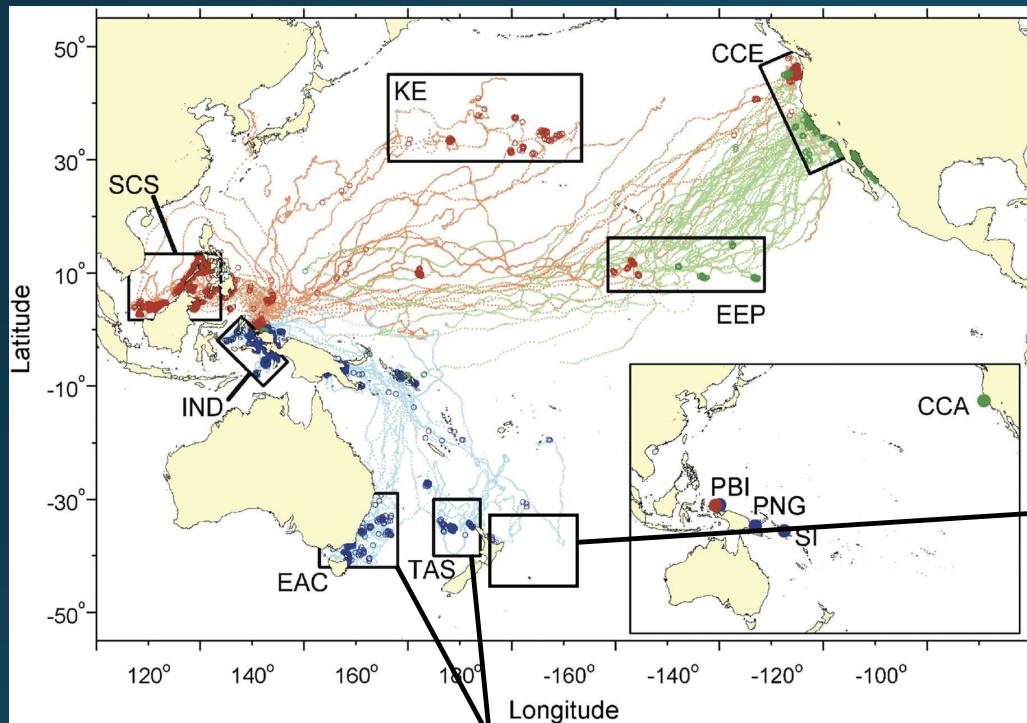 50°
30°
10°
-10°
-30°
-50°
Latitude
KE
CCE
SCS
EEP
IND
EAC
TAS
CCA
PBI
PNG
SI
120°
140°
160°
180°
-160°
-140°
-120°
-100°
Longitude